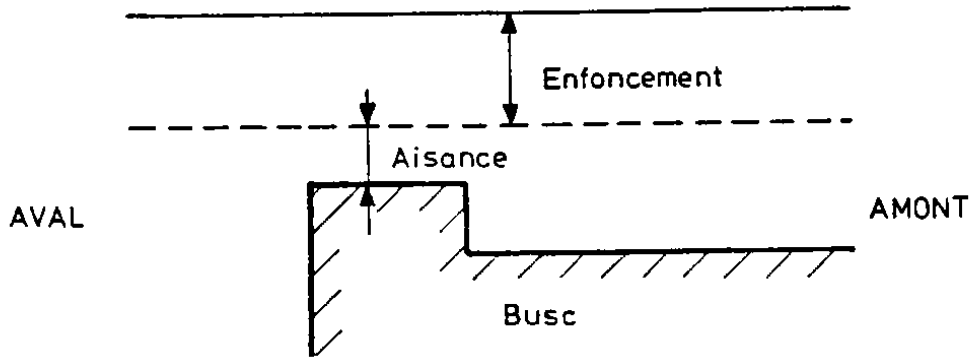 Enfoncement
Aisance
AVAL
AMONT
Busc